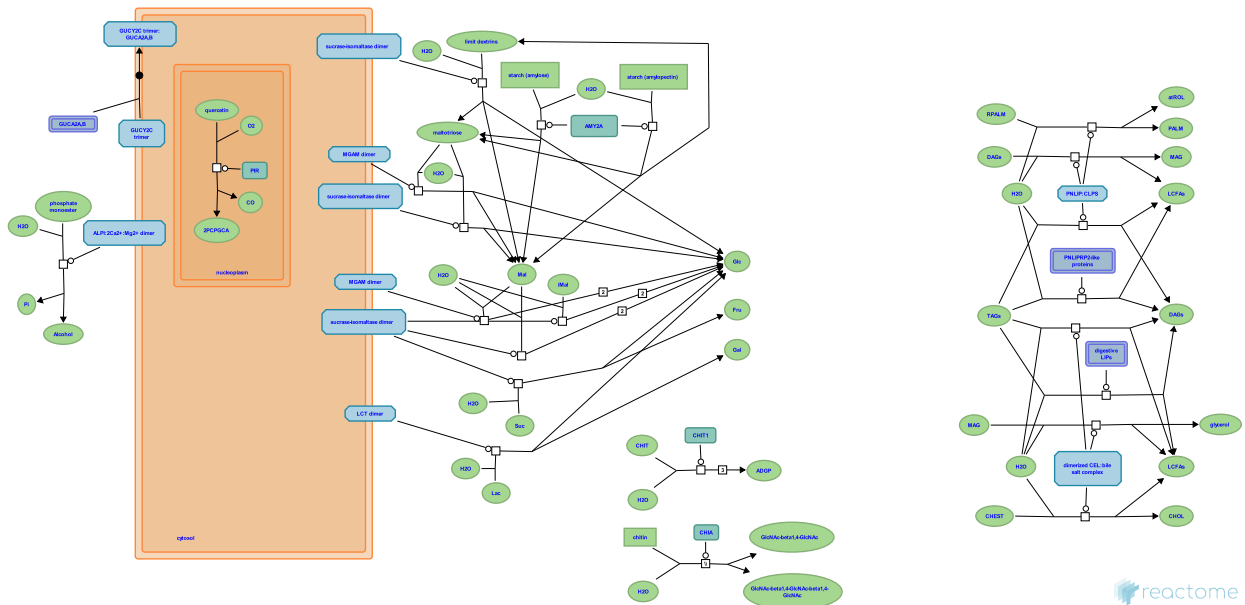 GUCY2C trimer:
GUCA2A,B
GUCA2A,B
GUCY2C
trimer
quercetin
O2
PIR
CO
2PCPGCA
nucleoplasm
cytosol
phosphate
monoester
H2O
ALPI:2Ca2+:Mg2+ dimer
Pi
Alcohol
sucrase-isomaltase dimer
H2O
limit dextrins
starch (amylose)
starch (amylopectin)
H2O
AMY2A
maltotriose
MGAM dimer
H2O
sucrase-isomaltase dimer
Glc
H2O
Mal
iMal
MGAM dimer
2
2
2
sucrase-isomaltase dimer
Fru
Gal
H2O
Suc
LCT dimer
H2O
Lac
CHIT
CHIT1
3
ADGP
H2O
chitin
CHIA
GlcNAc-beta1,4-GlcNAc
H2O
GlcNAc-beta1,4-GlcNAc-beta1,4-
GlcNAc
RPALM
atROL
PALM
DAGs
MAG
H2O
PNLIP:CLPS
LCFAs
PNLIPRP2-like
proteins
TAGs
DAGs
digestive
LIPs
MAG
glycerol
H2O
dimerized CEL:bile
salt complex
LCFAs
CHEST
CHOL
reactome